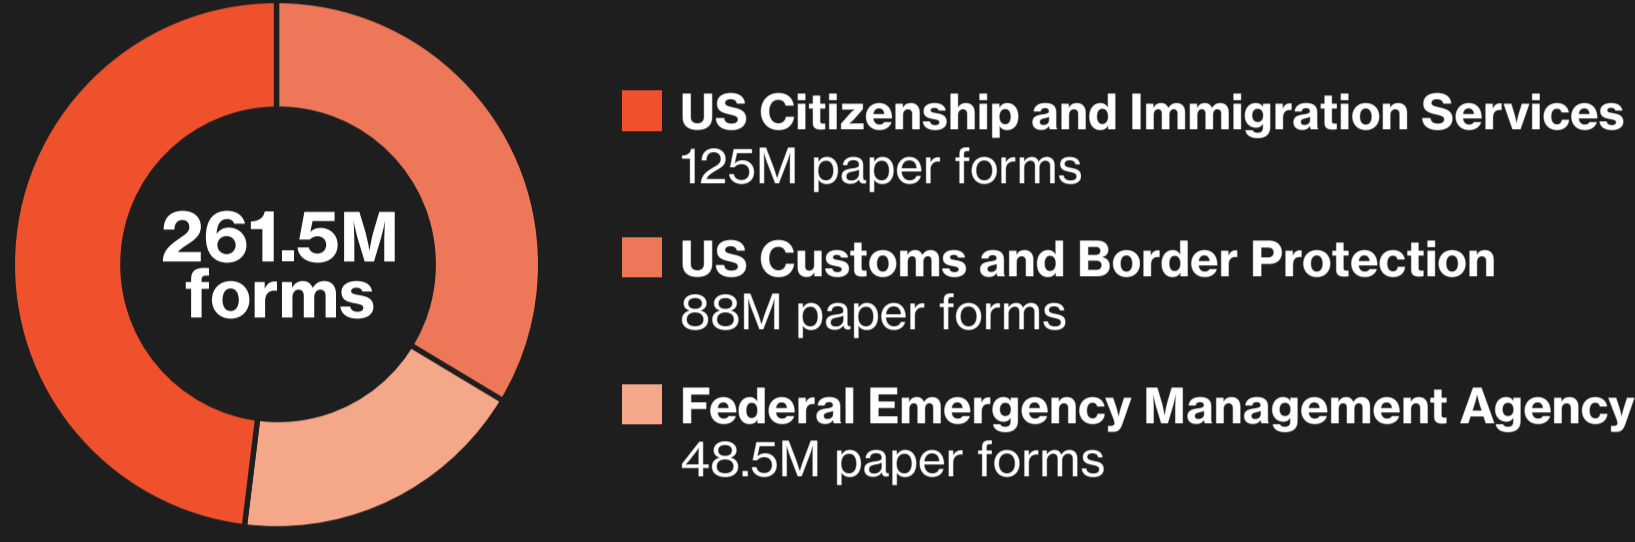 261.5M
forms
US Citizenship and Immigration Services
125M paper forms
US Customs and Border Protection
88M paper forms
Federal Emergency Management Agency
48.5M paper forms